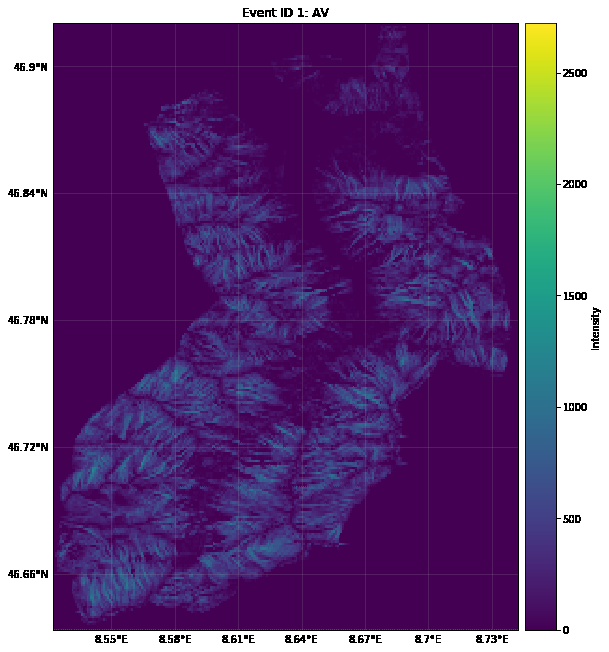 Event ID 1: AV
46.9°N
46.84°N
46.78°N
46.72°N
46.66°N
8.55°E
8.58°E
8.61°E
8.64°E
8.67°E
8.7°E
8.73°E
2500
2000
1500
1000
500
0
Intensity